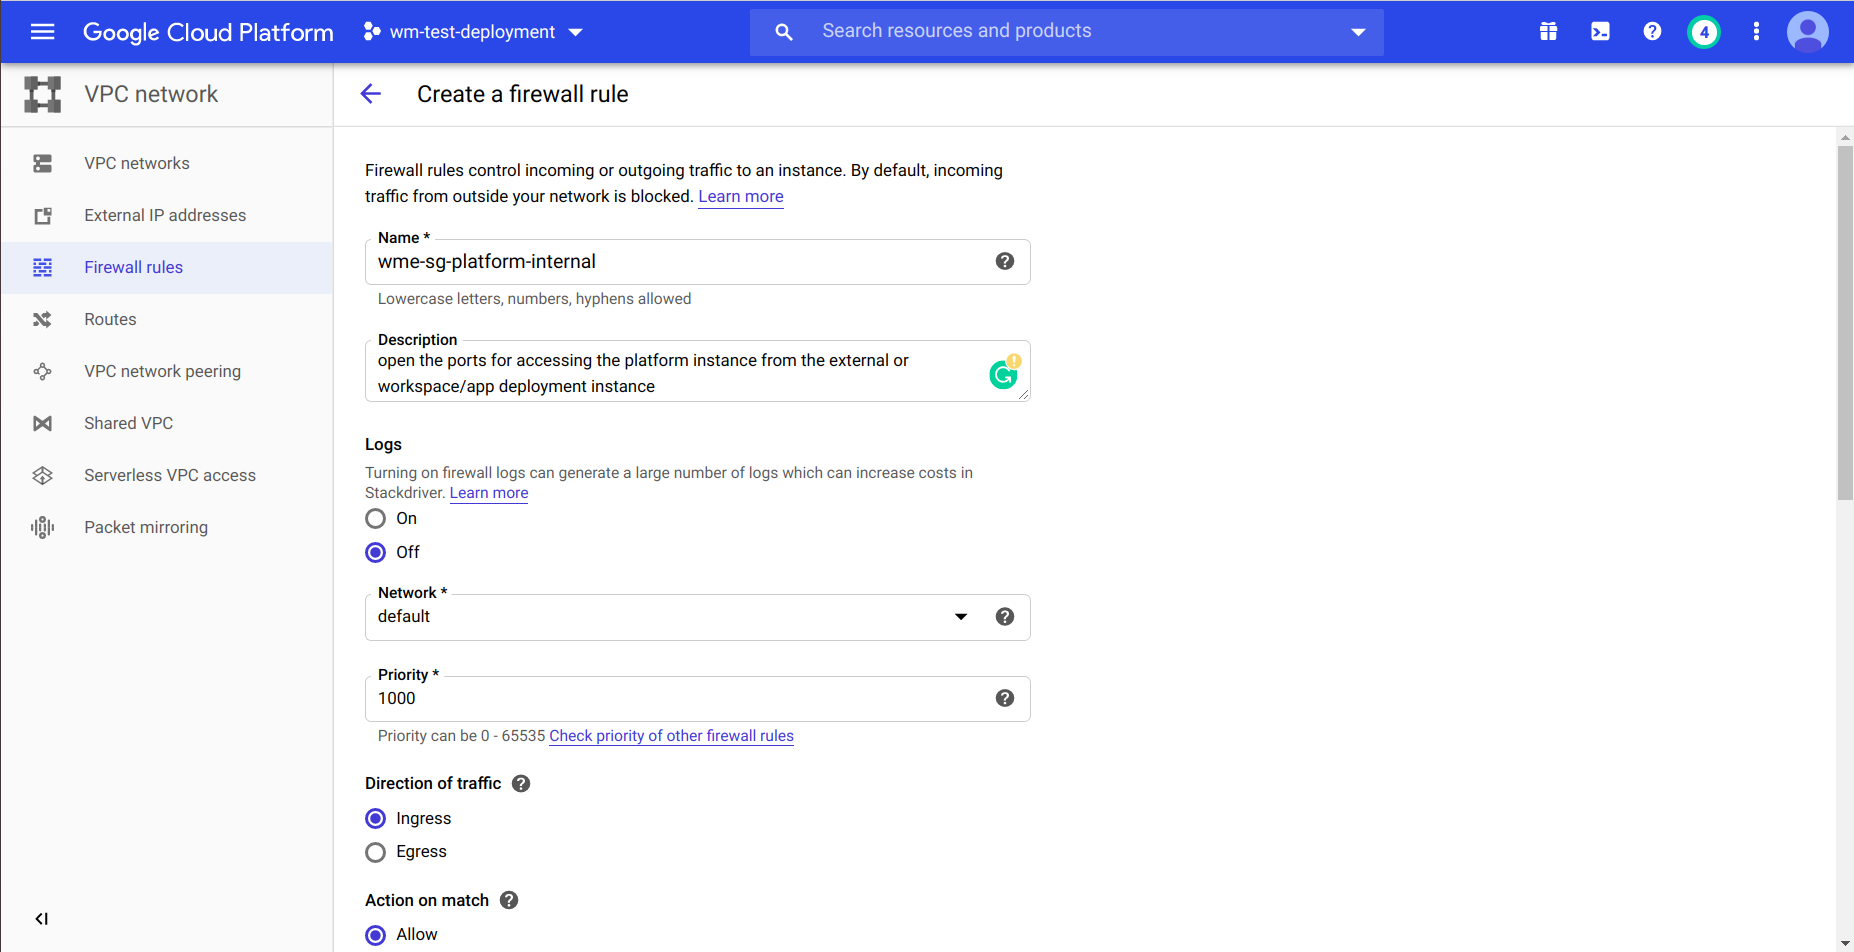 Google Cloud Platform
wm-test-deployment
Search resources and products
4
VPC network
Create a firewall rule
VPC networks
External IP addresses
Firewall rules
Routes
VPC network peering
Shared VPC
Serverless VPC access
Packet mirroring
Firewall rules control incoming or outgoing traffic to an instance. By default, incoming
traffic from outside your network is blocked. Learn more
Name *
wme-sg-platform-internal
Lowercase letters, numbers, hyphens allowed
Description
open the ports for accessing the platform instance from the external or
workspace/app deployment instance
Logs
Turning on firewall logs can generate a large number of logs which can increase costs in
Stackdriver. Learn more
On
Off
Network *
default
Priority *
1000
Priority can be 0 - 65535 Check priority of other firewall rules
Direction of traffic
Ingress
Egress
Action on match
Allow